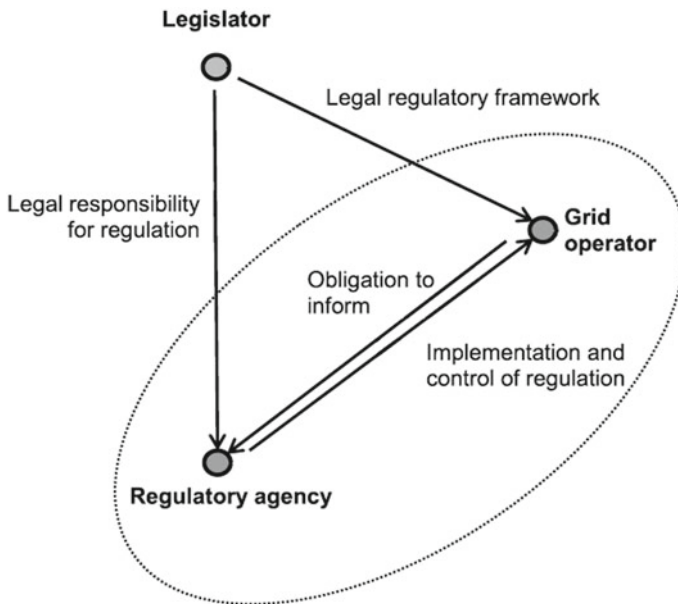 Legislator
Legal regulatory framework
Legal responsibility
for regulation
Grid
operator
Obligation to
inform
Implementation and
control of regulation
Regulatory agency